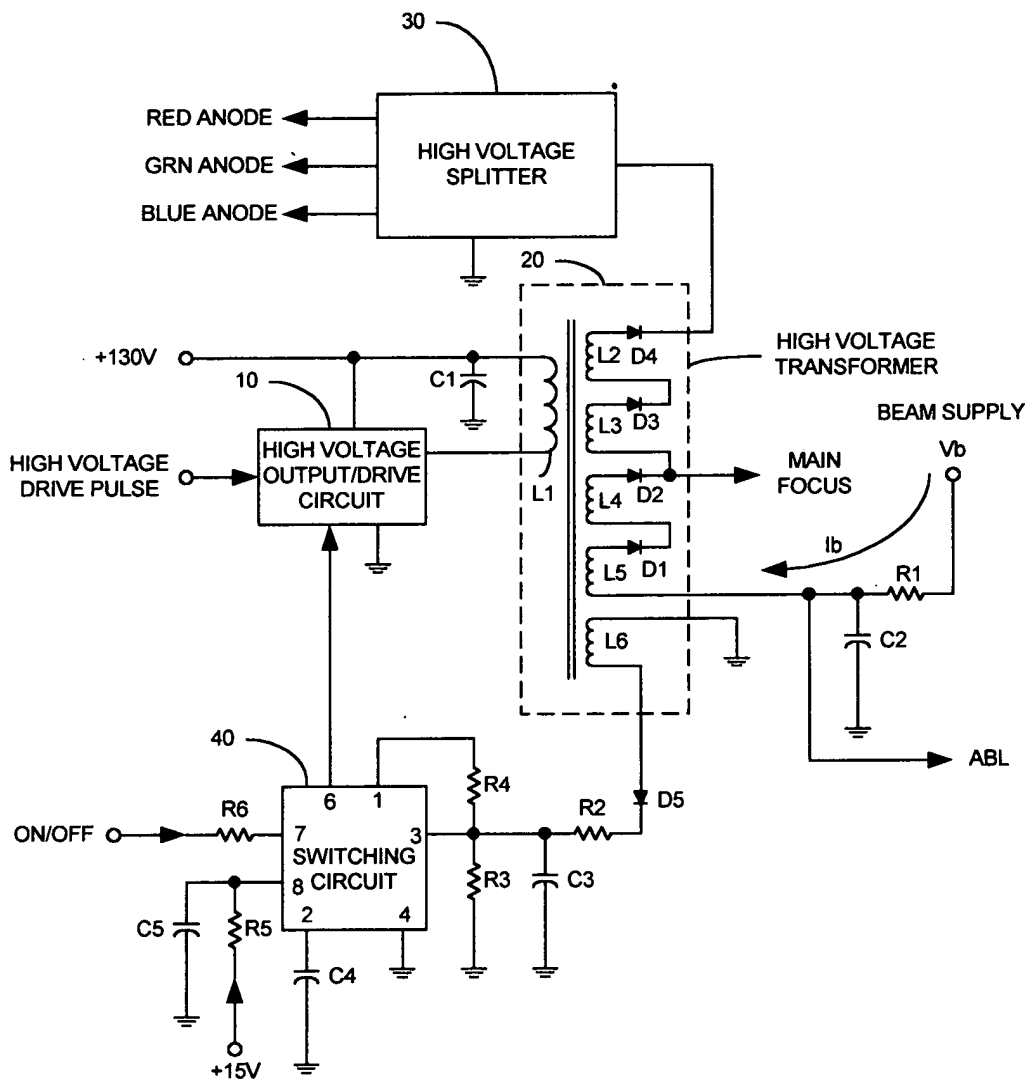 30
RED ANODE
GRN ANODE
BLUE ANODE
HIGH VOLTAGE
SPLITTER
20
+130V
C1
L1
L2
D4
L3
D3
L4
D2
L5
D1
L6
HIGH VOLTAGE
TRANSFORMER
10
HIGH VOLTAGE
DRIVE PULSE
HIGH VOLTAGE
OUTPUT/DRIVE
CIRCUIT
MAIN
FOCUS
BEAM SUPPLY
Vb
Ib
R1
C2
ABL
40
6
1
R4
D5
R2
ON/OFF
R6
7
3
SWITCHING
CIRCUIT
8
2
4
R3
C3
C5
R5
C4
+15V